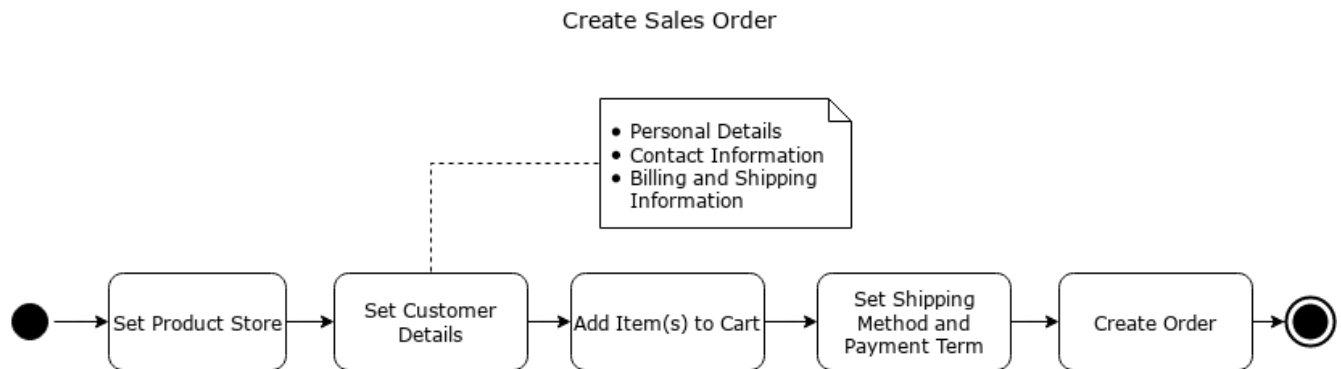 Create Sales Order
• Personal Details
• Contact Information
• Billing and Shipping
Information
Set Product Store
Set Customer
Details
Add Item(s) to Cart
Set Shipping
Method and
Payment Term
Create Order